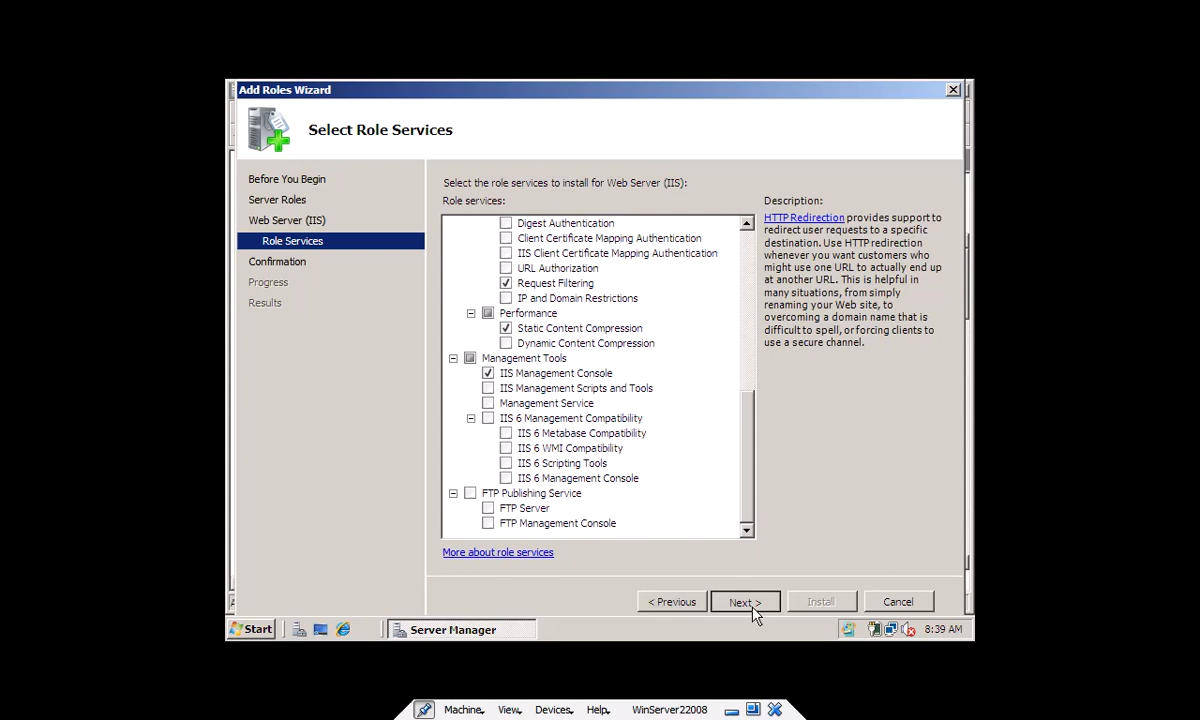 Add Roles Wizard
Select Role Services
Before You Begin
Server Roles
Web Server (IIS)
Role Services
Confirmation
Progress
Results
Select the role services to install for Web Server (IIS):
Role services:
Digest Authentication
Client Certificate Mapping Authentication
IIS Client Certificate Mapping Authentication
URL Authorization
Request Filtering
IP and Domain Restrictions
Performance
Static Content Compression
Dynamic Content Compression
Management Tools
IIS Management Console
IIS Management Scripts and Tools
Management Service
IIS 6 Management Compatibility
IIS 6 Metabase Compatibility
IIS 6 WMI Compatibility
IIS 6 Scripting Tools
IIS 6 Management Console
FTP Publishing Service
FTP Server
FTP Management Console
More about role services
Description:
HTTP Redirection provides support to
redirect user requests to a specific
destination. Use HTTP redirection
whenever you want customers who
might use one URL to actually end up
at another URL. This is helpful in
many situations, from simply
renaming your Web site, to
overcoming a domain name that is
difficult to spell, or forcing clients to
use a secure channel.
< Previous
Next >
Install
Cancel
Start
Server Manager
8:39 AM
Machine
View
Devices
Help
WinServer22008